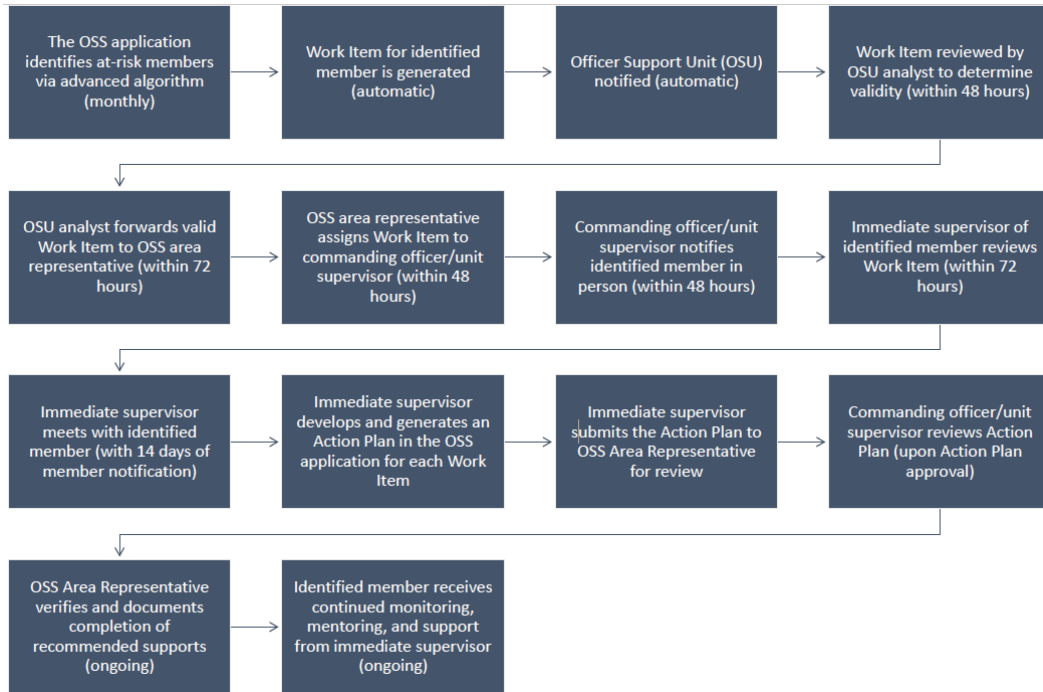 The OSS application
identifies at-risk members
via advanced algorithm
(monthly)
Work Item for identified
member is generated
(automatic)
Officer Support Unit (OSU)
notified (automatic)
Work Item reviewed by
OSU analyst to determine
validity (within 48 hours)
OSU analyst forwards valid
Work Item to OSS area
representative (within 72
hours)
OSS area representative
assigns Work Item to
commanding officer/unit
supervisor (within 48
hours)
Commanding officer/unit
supervisor notifies
identified member in
person (within 48 hours)
Immediate supervisor of
identified member reviews
Work Item (within 72
hours)
Immediate supervisor
meets with identified
member (with 14 days of
member notification)
Immediate supervisor
develops and generates an
Action Plan in the OSS
application for each Work
Item
Immediate supervisor
submits the Action Plan to
OSS Area Representative
for review
Commanding officer/unit
supervisor reviews Action
Plan (upon Action Plan
approval)
OSS Area Representative
verifies and documents
completion of
recommended supports
(ongoing)
Identified member receives
continued monitoring,
mentoring, and support
from immediate supervisor
(ongoing)